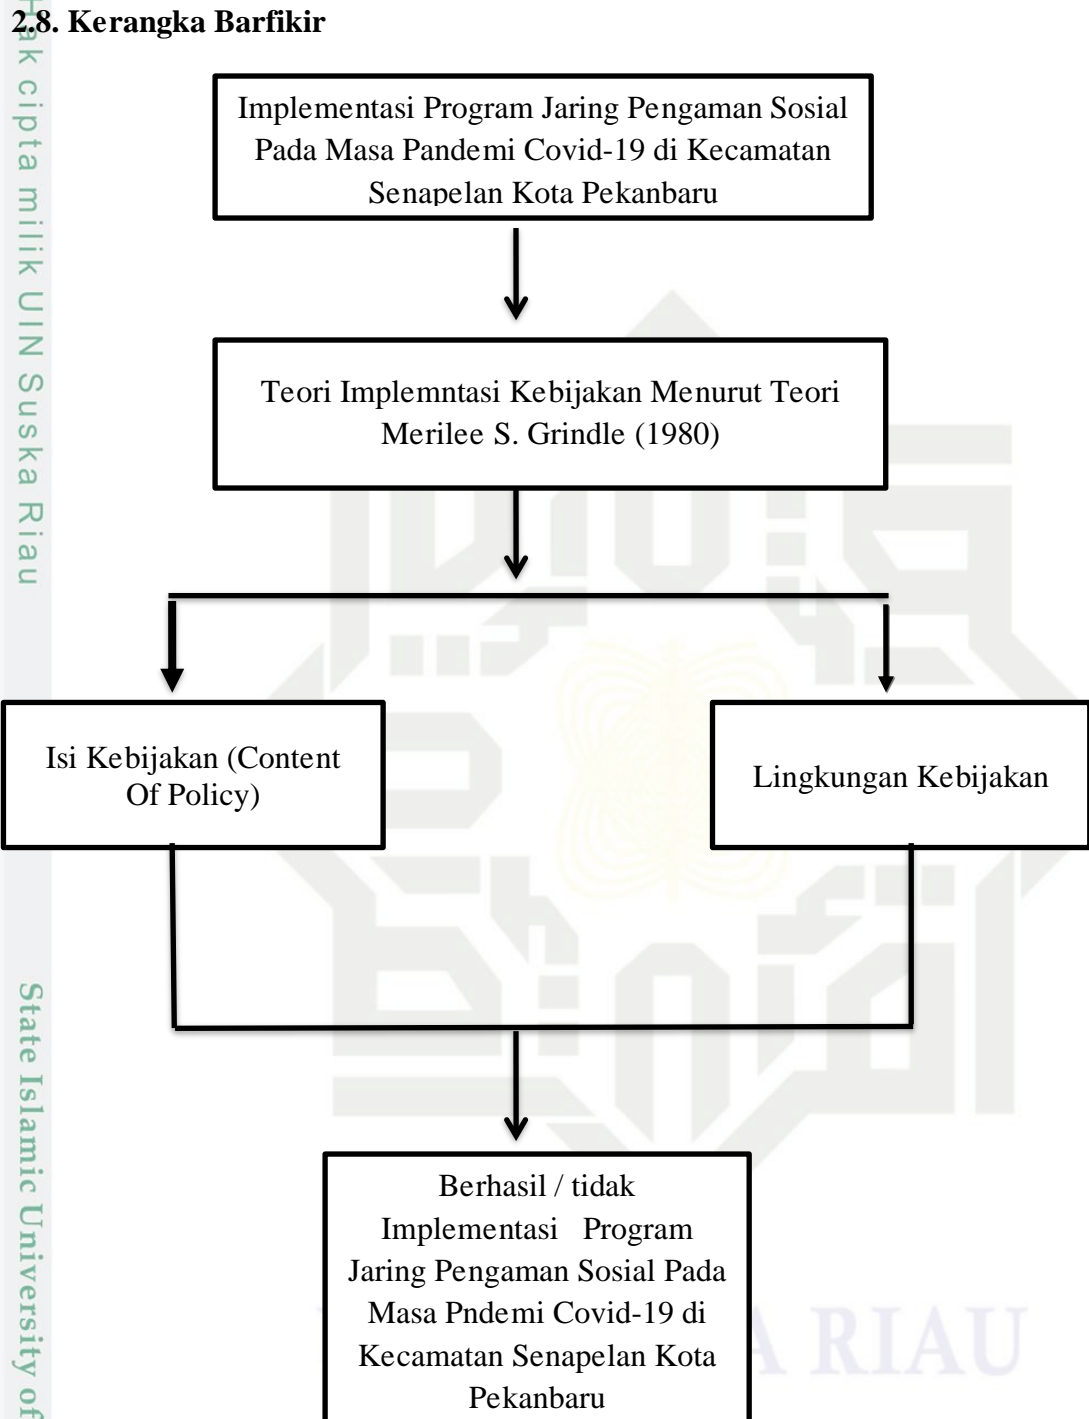 2.8. Kerangka Barfikir
Implementasi Program Jaring Pengaman Sosial
Pada Masa Pandemi Covid-19 di Kecamatan
Senapelan Kota Pekanbaru
Teori Implemntasi Kebijakan Menurut Teori
Merilee S. Grindle (1980)
Isi Kebijakan (Content
Of Policy)
Lingkungan Kebijakan
Berhasil / tidak
Implementasi Program
Jaring Pengaman Sosial Pada
Masa Pndemi Covid-19 di
Kecamatan Senapelan Kota
Pekanbaru
Hak cipta milik UIN Suska Riau
State Islamic University of
A RIAU